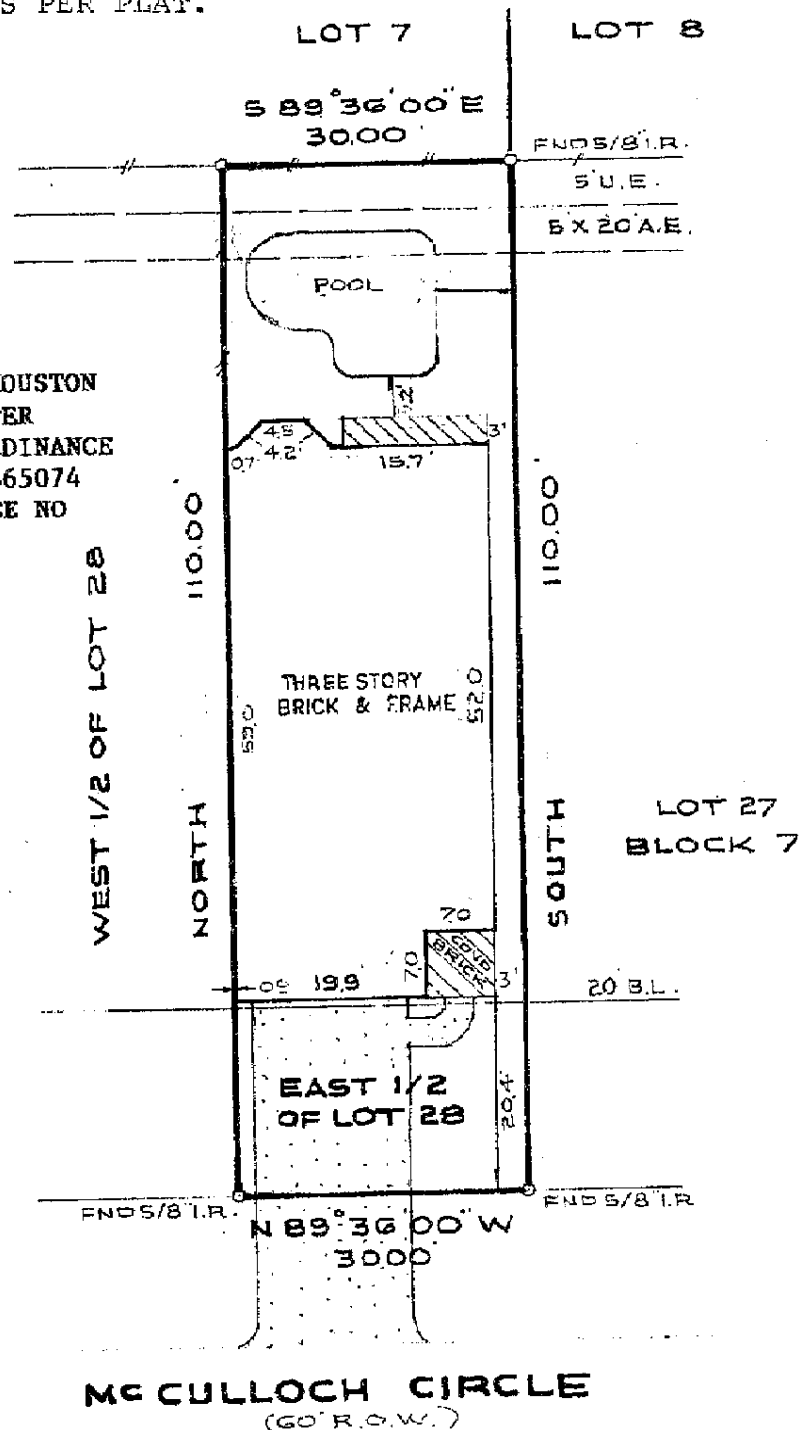 S PER PLAT.
LOT 7
LOT 8
S 89°36'00" E
30.00'
FND 5/8" I.R.
5' U.E.
5' X 20' A.E.
POOL
OUSTON
ER
DINANCE
65074
CE NO
4.5
4.2'
0.7
3'
15.7'
110.00
110.00
WEST 1/2 OF LOT 28
THREE STORY
BRICK & FRAME
52.0
NORTH
SOUTH
LOT 27
BLOCK 7
7.0
7.0
COV'D
BRICK
3'
19.9
20' B.L.
EAST 1/2
OF LOT 28
20.4'
FND 5/8" I.R.
FND 5/8" I.R.
N 89°36'00" W
30.00'
McCULLOCH CIRCLE
(60' R.O.W.)